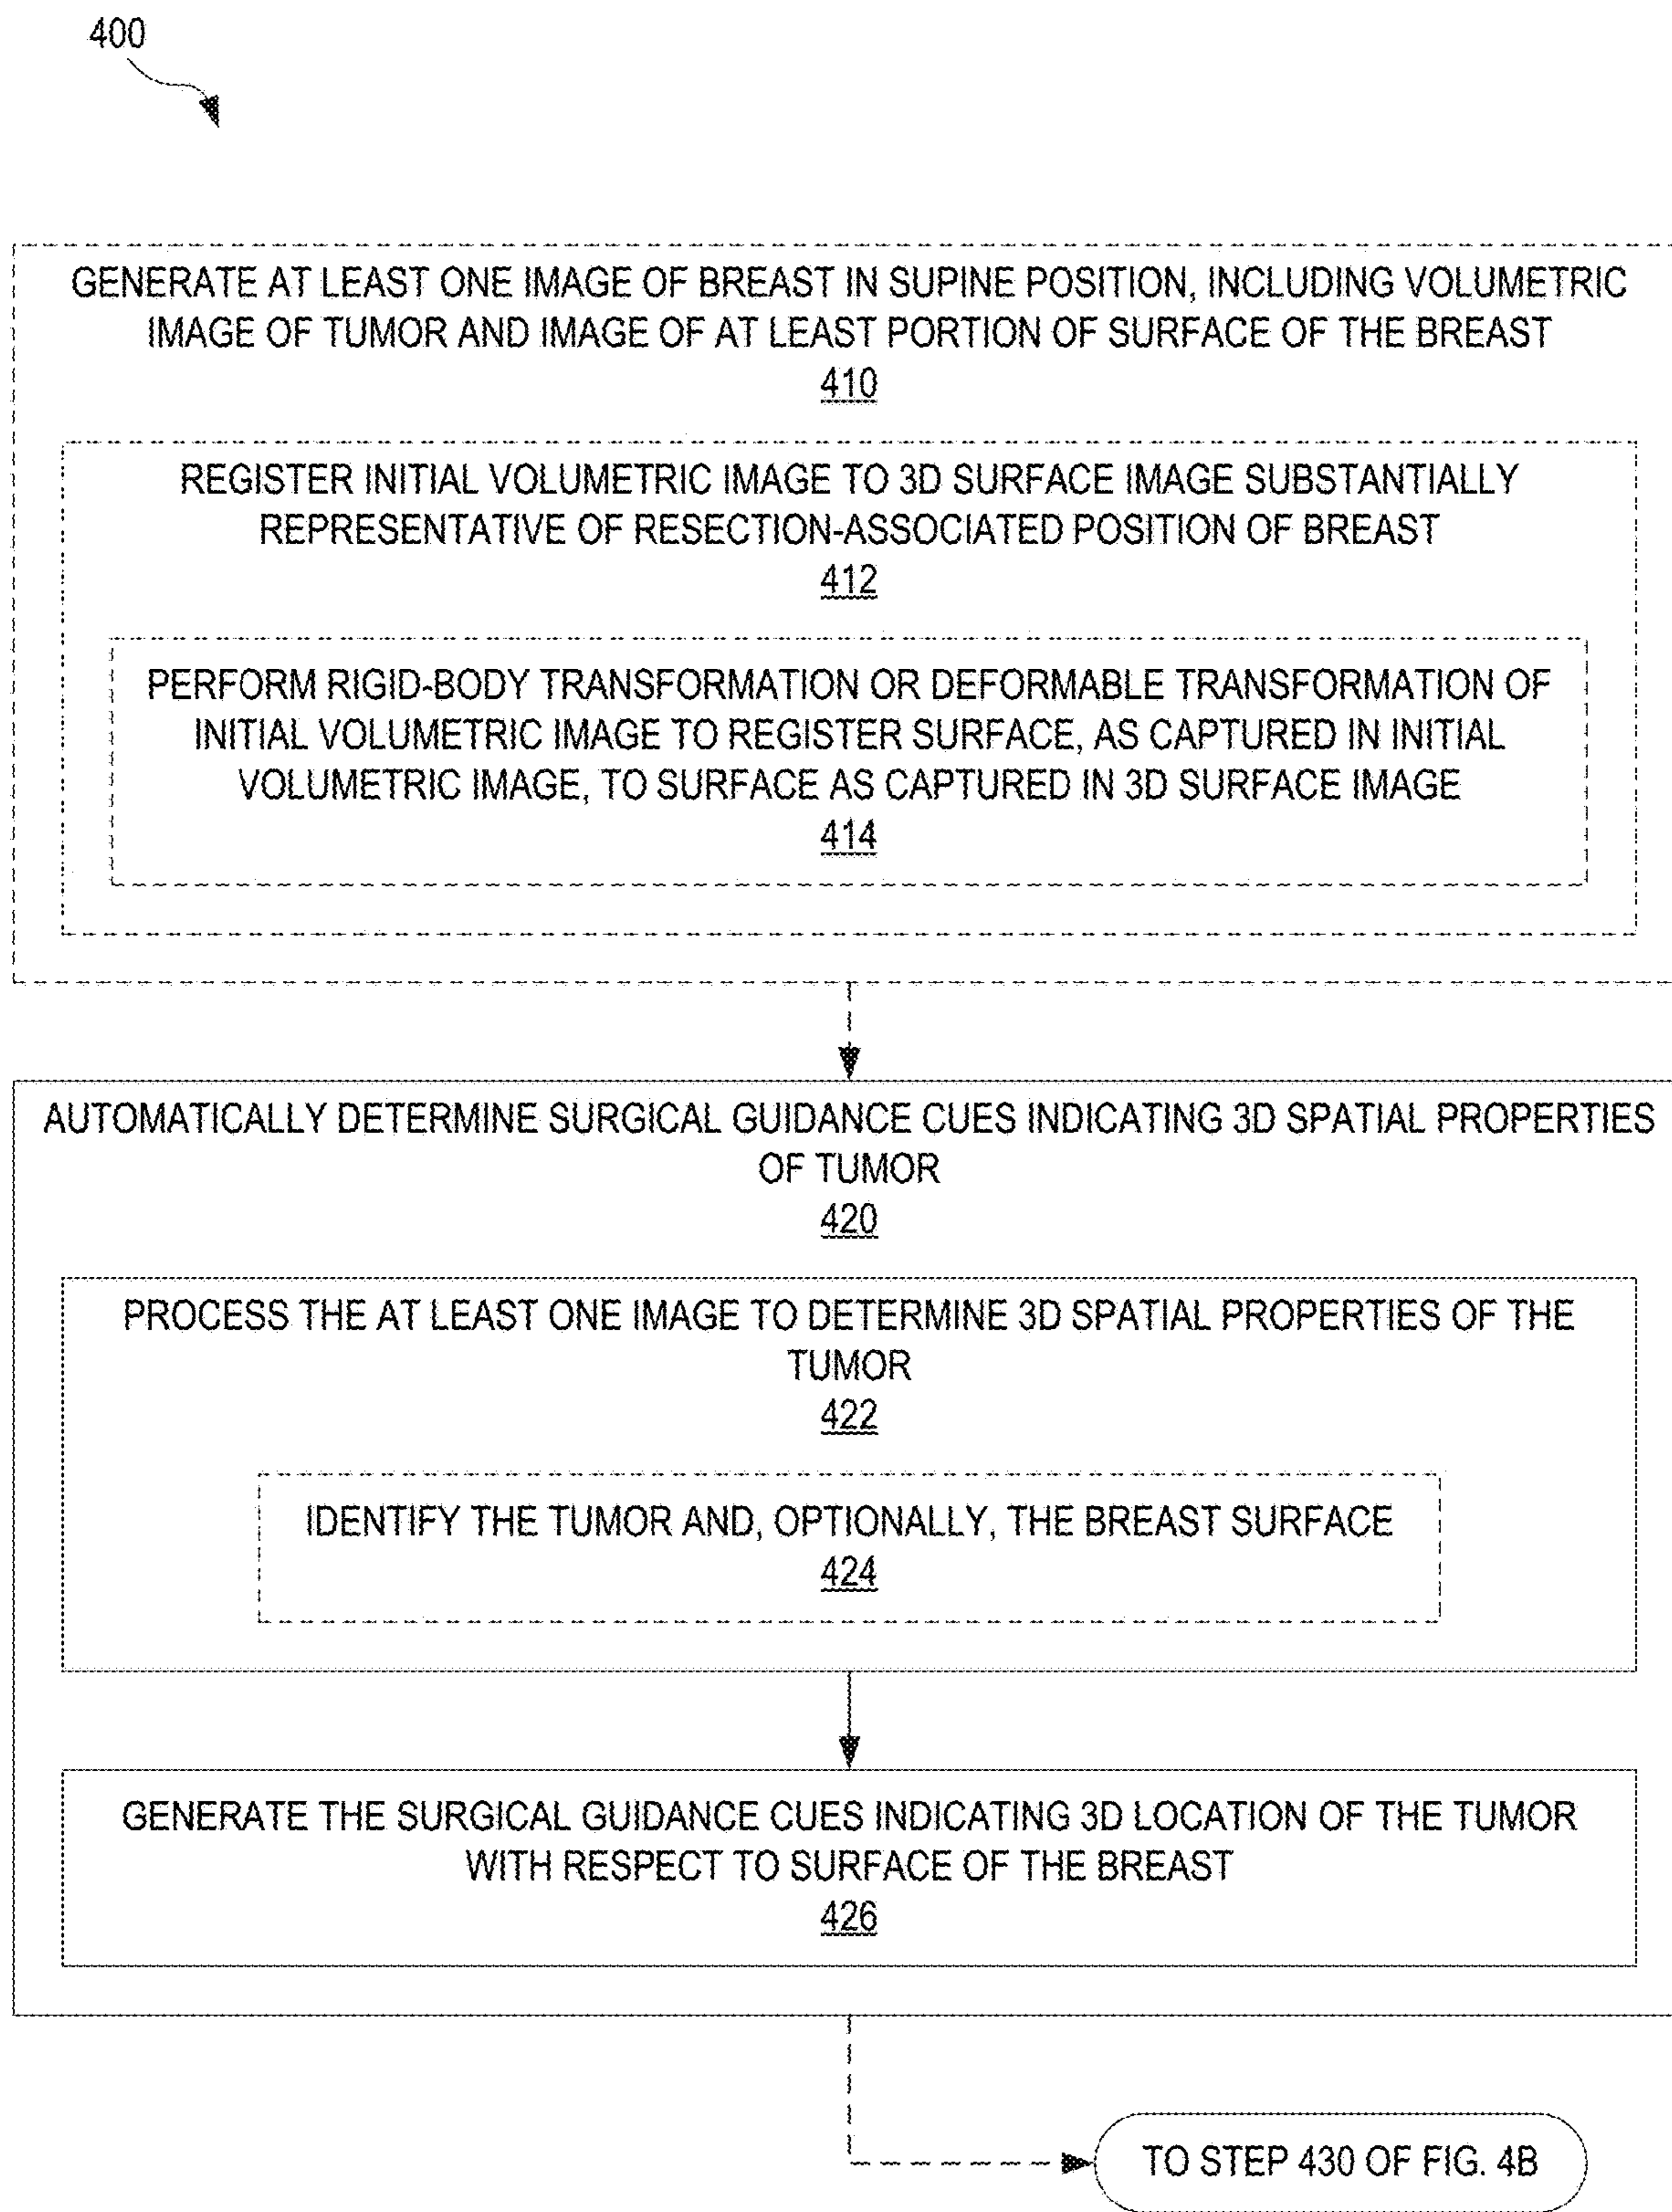 400
GENERATE AT LEAST ONE IMAGE OF BREAST IN SUPINE POSITION, INCLUDING VOLUMETRIC
IMAGE OF TUMOR AND IMAGE OF AT LEAST PORTION OF SURFACE OF THE BREAST
410
REGISTER INITIAL VOLUMETRIC IMAGE TO 3D SURFACE IMAGE SUBSTANTIALLY
REPRESENTATIVE OF RESECTION-ASSOCIATED POSITION OF BREAST
412
PERFORM RIGID-BODY TRANSFORMATION OR DEFORMABLE TRANSFORMATION OF
INITIAL VOLUMETRIC IMAGE TO REGISTER SURFACE, AS CAPTURED IN INITIAL
VOLUMETRIC IMAGE, TO SURFACE AS CAPTURED IN 3D SURFACE IMAGE
414
AUTOMATICALLY DETERMINE SURGICAL GUIDANCE CUES INDICATING 3D SPATIAL PROPERTIES
OF TUMOR
420
PROCESS THE AT LEAST ONE IMAGE TO DETERMINE 3D SPATIAL PROPERTIES OF THE
TUMOR
422
IDENTIFY THE TUMOR AND, OPTIONALLY, THE BREAST SURFACE
424
GENERATE THE SURGICAL GUIDANCE CUES INDICATING 3D LOCATION OF THE TUMOR
WITH RESPECT TO SURFACE OF THE BREAST
426
TO STEP 430 OF FIG. 4B